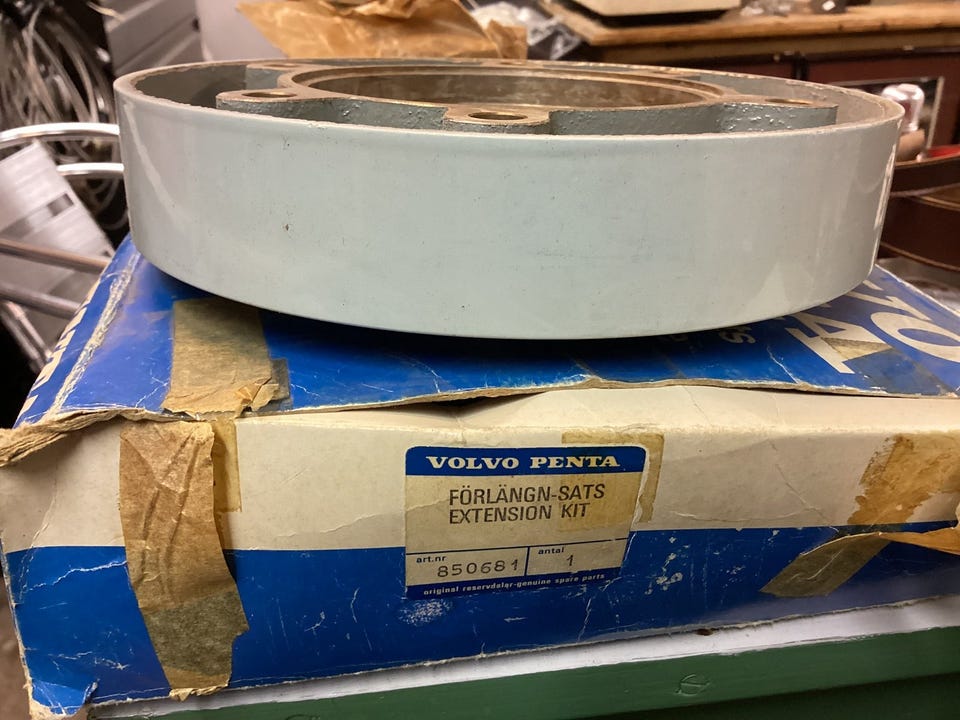 VOLVO PENTA
FÖRLÄNGN-SATS
EXTENSION KIT
art.nr
850681
antal
1
original reservdelar-genuine spare parts